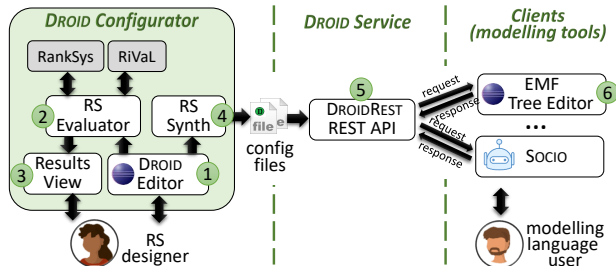 DROID CONFIGURATOR
RankSys
RiVaL
2
RS
Evaluator
RS
Synth
4
3
Results
View
DROID
Editor
1
RS
designer
file
config
files
DROID SERVICE
5
DROIDREST
REST API
request
response
request
response
Clients
(modelling tools)
EMF
Tree Editor
6
...
SOCIO
modelling
language
user